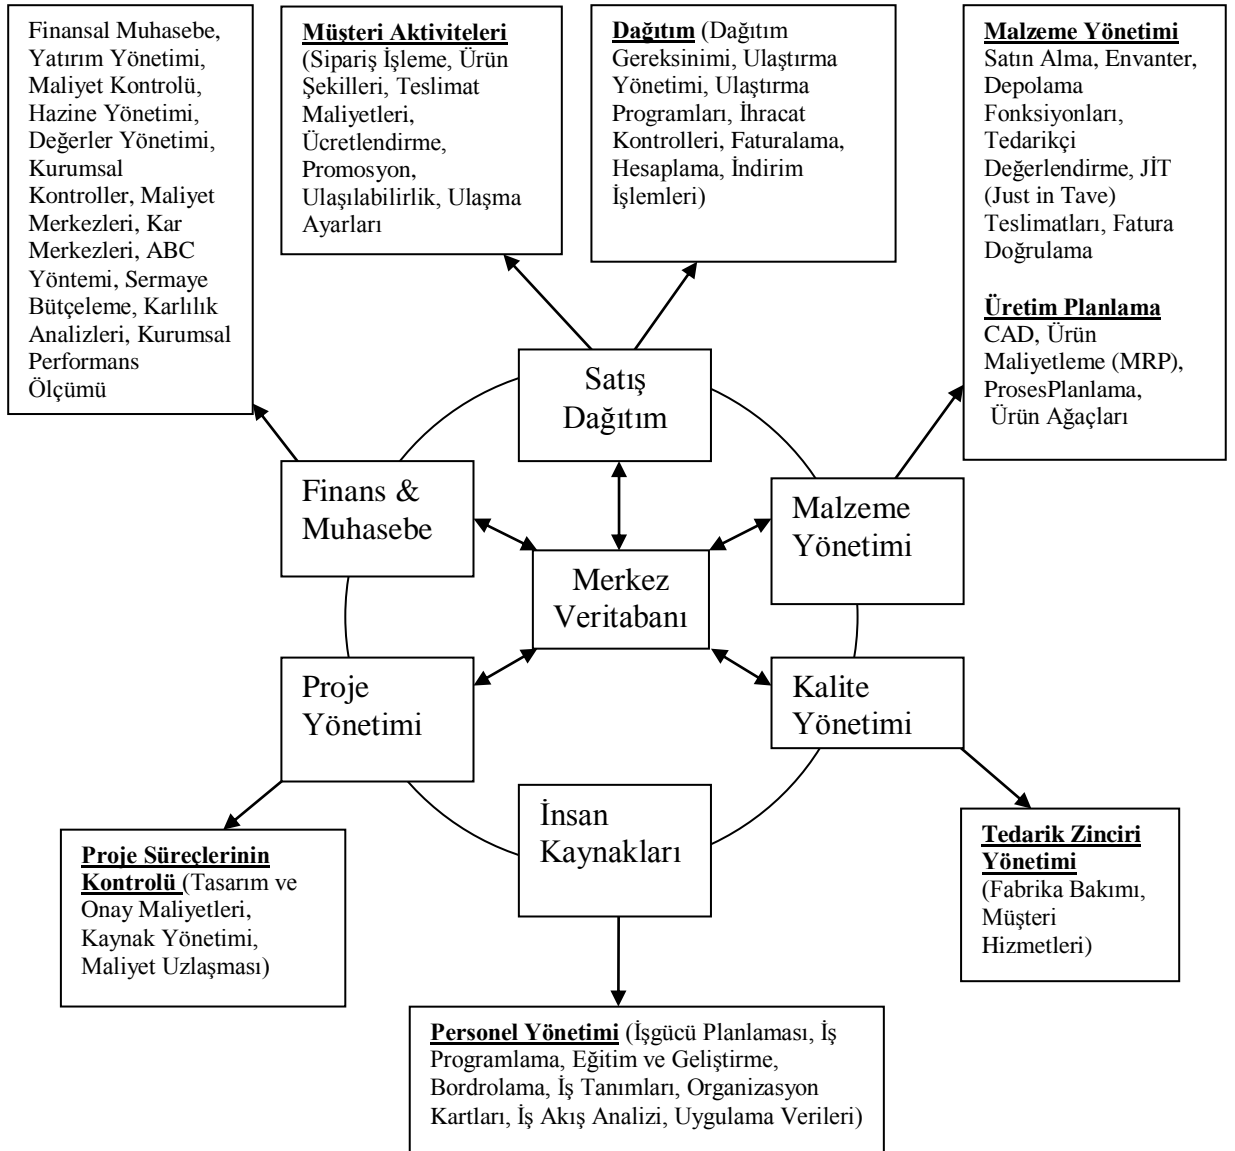 Finansal Muhasebe,
Yatırım Yönetimi,
Maliyet Kontrolü,
Hazine Yönetimi,
Değerler Yönetimi,
Kurumsal
Kontroller, Maliyet
Merkezleri, Kar
Merkezleri, ABC
Yöntemi, Sermaye
Bütçeleme, Karlılık
Analizleri, Kurumsal
Performans
Ölçümü
Müşteri Aktiviteleri
(Sipariş İşleme, Ürün
Şekilleri, Teslimat
Maliyetleri,
Ücretlendirme,
Promosyon,
Ulaşılabilirlik, Ulaşma
Ayarları
Dağıtım (Dağıtım
Gereksinimi, Ulaştırma
Yönetimi, Ulaştırma
Programları, İhracat
Kontrolleri, Faturalama,
Hesaplama, İndirim
İşlemleri)
Malzeme Yönetimi
Satın Alma, Envanter,
Depolama
Fonksiyonları,
Tedarikçi
Değerlendirme, JİT
(Just in Tave)
Teslimatları, Fatura
Doğrulama
Üretim Planlama
CAD, Ürün
Maliyetleme (MRP),
ProsesPlanlama,
Ürün Ağaçları
Satış
Dağıtım
Finans &
Muhasebe
Malzeme
Yönetimi
Merkez
Veritabanı
Proje
Yönetimi
Kalite
Yönetimi
İnsan
Kaynakları
Proje Süreçlerinin
Kontrolü (Tasarım ve
Onay Maliyetleri,
Kaynak Yönetimi,
Maliyet Uzlaşması)
Tedarik Zinciri
Yönetimi
(Fabrika Bakımı,
Müşteri
Hizmetleri)
Personel Yönetimi (İşgücü Planlaması, İş
Programlama, Eğitim ve Geliştirme,
Bordrolama, İş Tanımları, Organizasyon
Kartları, İş Akış Analizi, Uygulama Verileri)